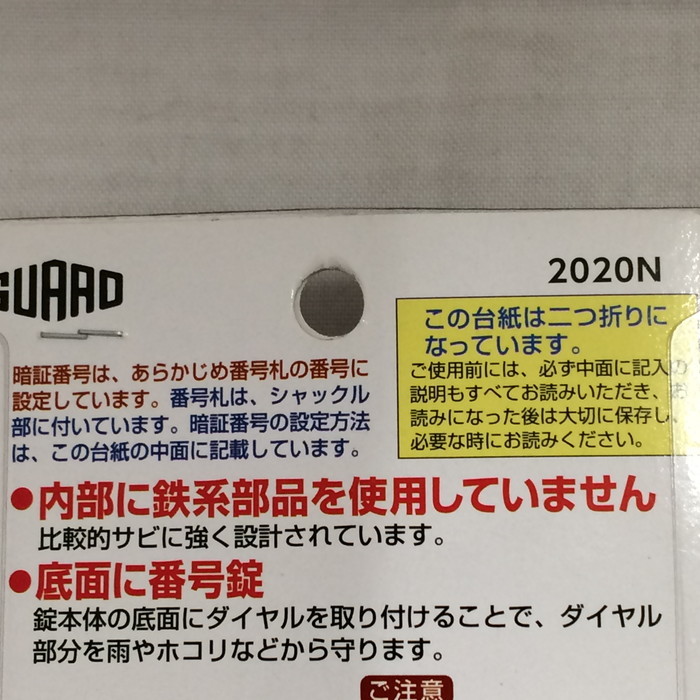 GUARD
2020N
この台紙は二つ折りに
なっています。
ご使用前には、必ず中面に記入の
説明もすべてお読みいただき、お
読みになった後は大切に保存し、
必要な時にお読みください。
暗証番号は、あらかじめ番号札の番号に
設定しています。番号札は、シャックル
部に付いています。暗証番号の設定方法
は、この台紙の中面に記載しています。
●内部に鉄系部品を使用していません
比較的サビに強く設計されています。
●底面に番号錠
錠本体の底面にダイヤルを取り付けることで、ダイヤル
部分を雨やホコリなどから守ります。
ご注意